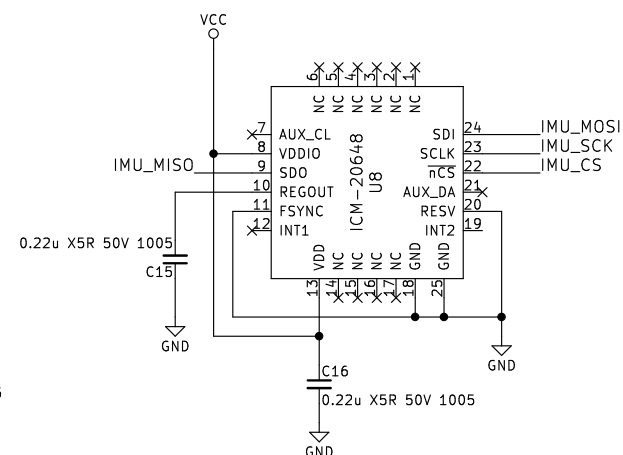 VCC
6 5 4 3 2 1
NC NC NC NC NC NC
7 AUX_CL
8 VDDIO
IMU_MISO 9 SDO
10 REGOUT
11 FSYNC
12 INT1
ICM-20648
U8
SDI 24 IMU_MOSI
SCLK 23 IMU_SCK
nCS 22 IMU_CS
AUX_DA 21
RESV 20
INT2 19
VDD NC NC NC NC GND GND
13 14 15 16 17 18 25
0.22u X5R 50V 1005
C15
GND
GND
C16
0.22u X5R 50V 1005
GND